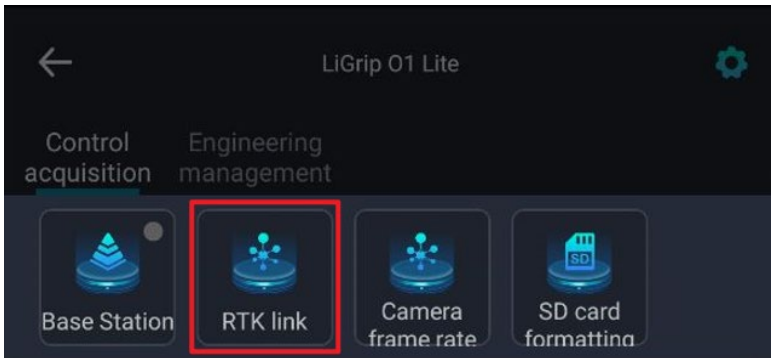 LiGrip O1 Lite
Control
acquisition
Engineering
management
Base Station
RTK link
Camera
frame rate
SD
SD card
formatting